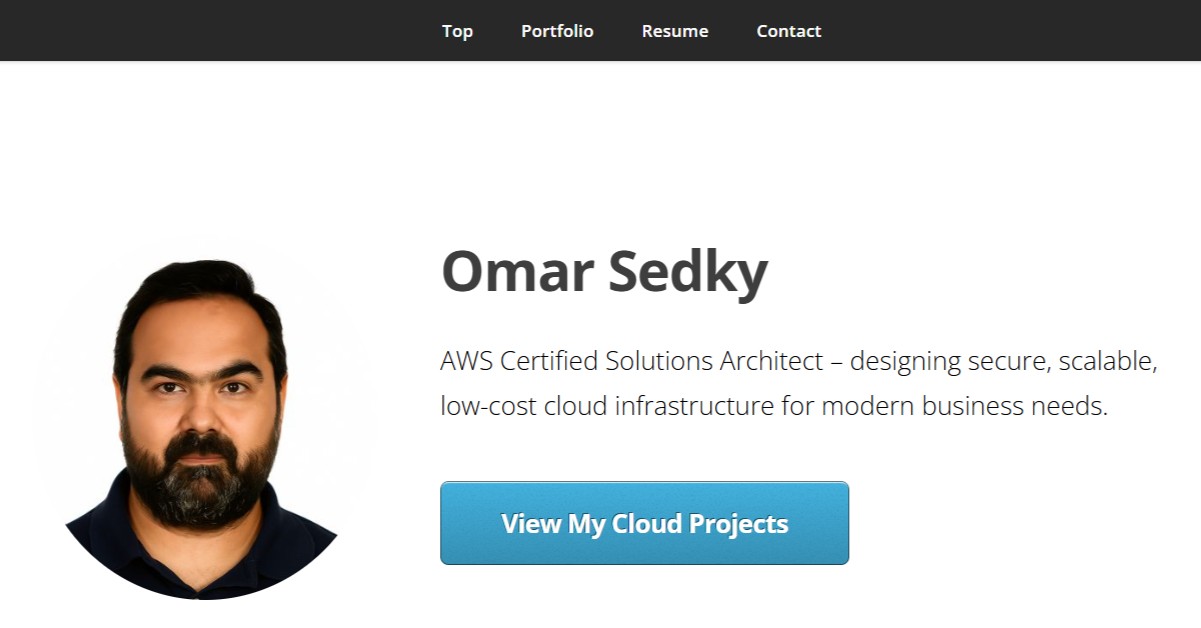 Top Portfolio Resume Contact
Omar Sedky
AWS Certified Solutions Architect – designing secure, scalable,
low-cost cloud infrastructure for modern business needs.
View My Cloud Projects